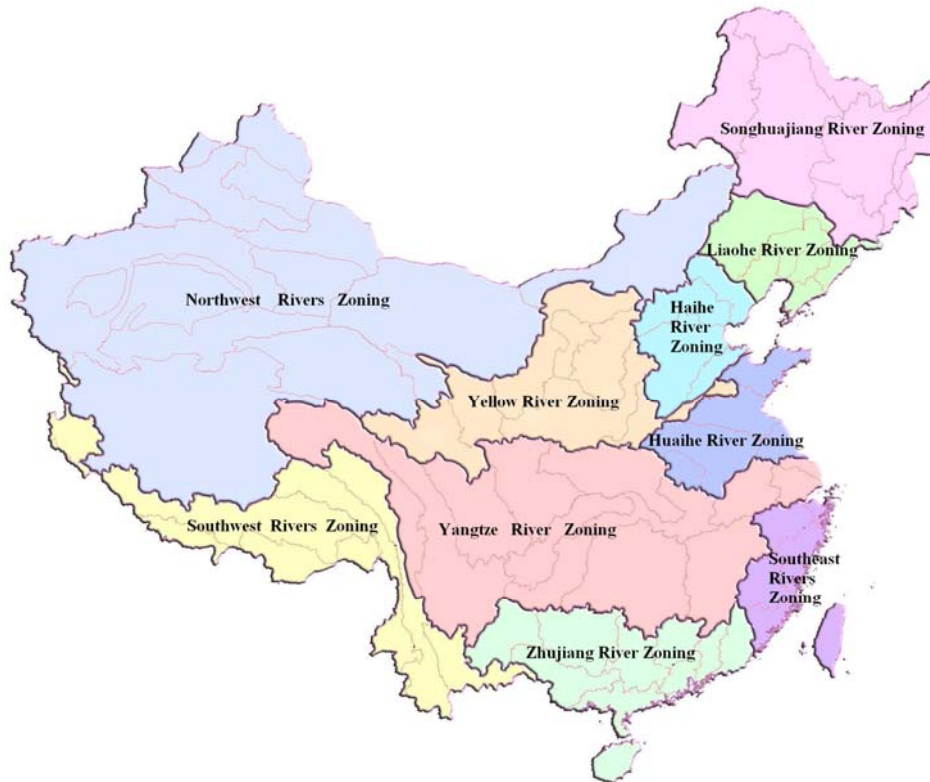 Songhuajiang River Zoning
Liaohe River Zoning
Northwest Rivers Zoning
Haihe
River
Zoning
Yellow River Zoning
Huaihe River Zoning
Southwest Rivers Zoning
Yangtze River Zoning
Southeast
Rivers
Zoning
Zhujiang River Zoning